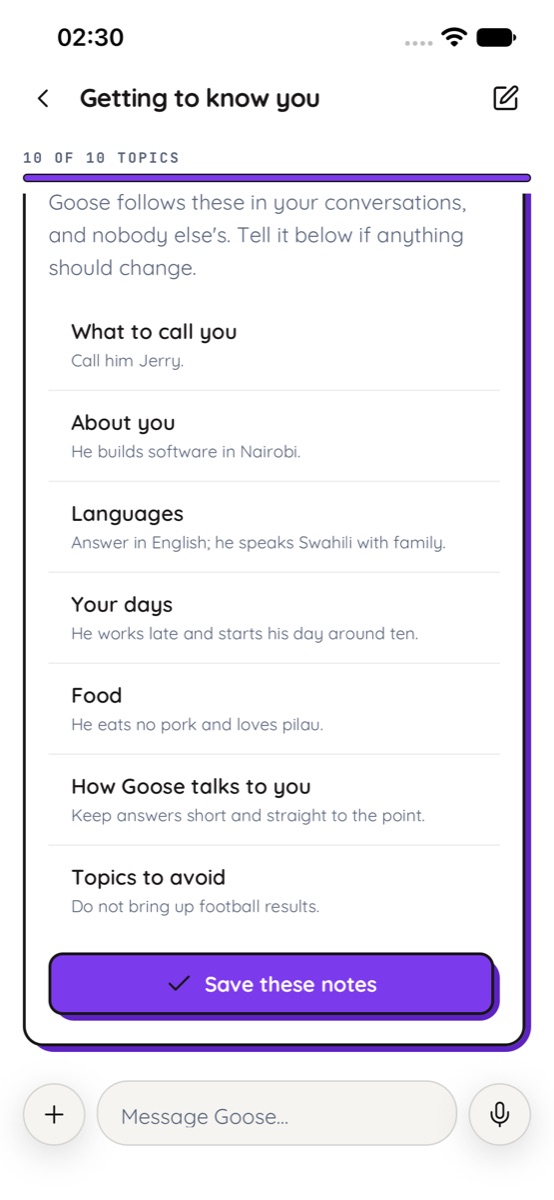 02:30
Getting to know you
10 OF 10 TOPICS
Goose follows these in your conversations,
and nobody else's. Tell it below if anything
should change.
What to call you
Call him Jerry.
About you
He builds software in Nairobi.
Languages
Answer in English; he speaks Swahili with family.
Your days
He works late and starts his day around ten.
Food
He eats no pork and loves pilau.
How Goose talks to you
Keep answers short and straight to the point.
Topics to avoid
Do not bring up football results.
Save these notes
Message Goose...